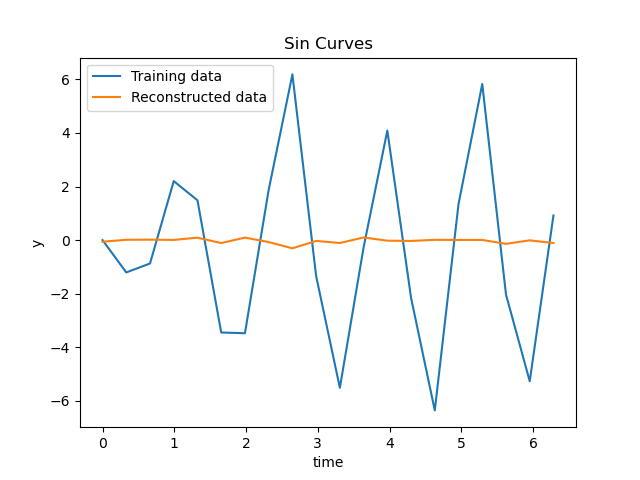 Sin Curves
Training data
Reconstructed data
6
4
2
0
−2
−4
−6
y
0 1 2 3 4 5 6
time